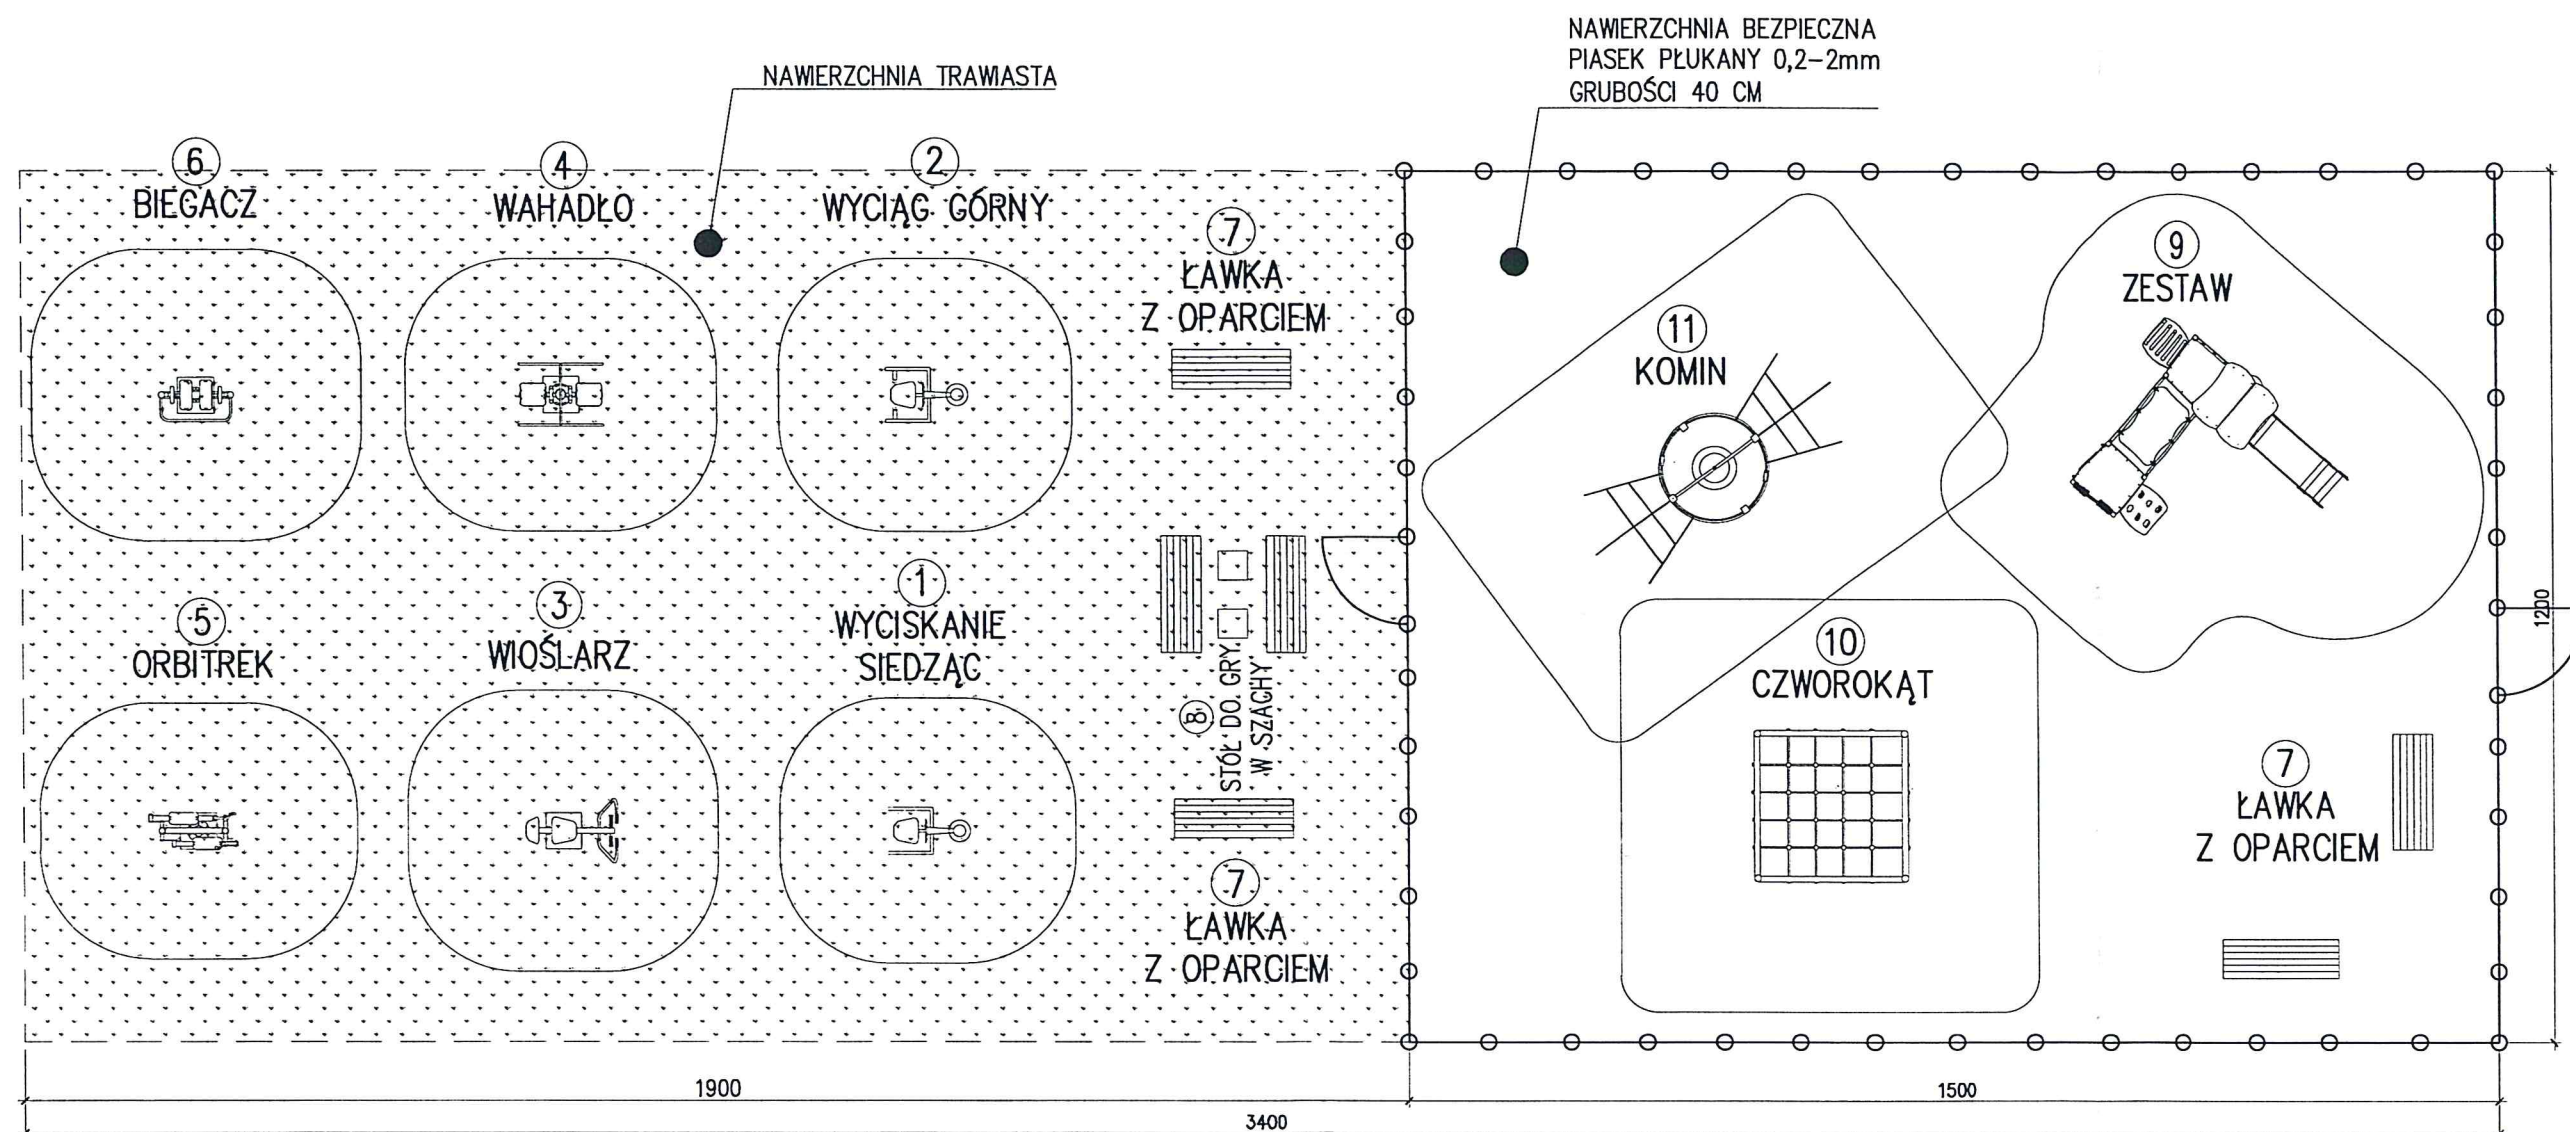 NAWIERZCHNIA TRAWIASTA
NAWIERZCHNIA BEZPIECZNA
PIASEK PŁUKANY 0,2-2mm
GRUBOŚCI 40 CM
6
BIEGACZ
4
WAHADŁO
2
WYCIĄG GÓRNY
7
ŁAWKA
Z OPARCIEM
11
KOMIN
9
ZESTAW
5
ORBITREK
3
WIOŚLARZ
1
WYCISKANIE
SIEDZĄC
8
STÓŁ DO GRY
W SZACHY
7
ŁAWKA
Z OPARCIEM
10
CZWOROKĄT
7
ŁAWKA
Z OPARCIEM
1200
1900
1500
3400